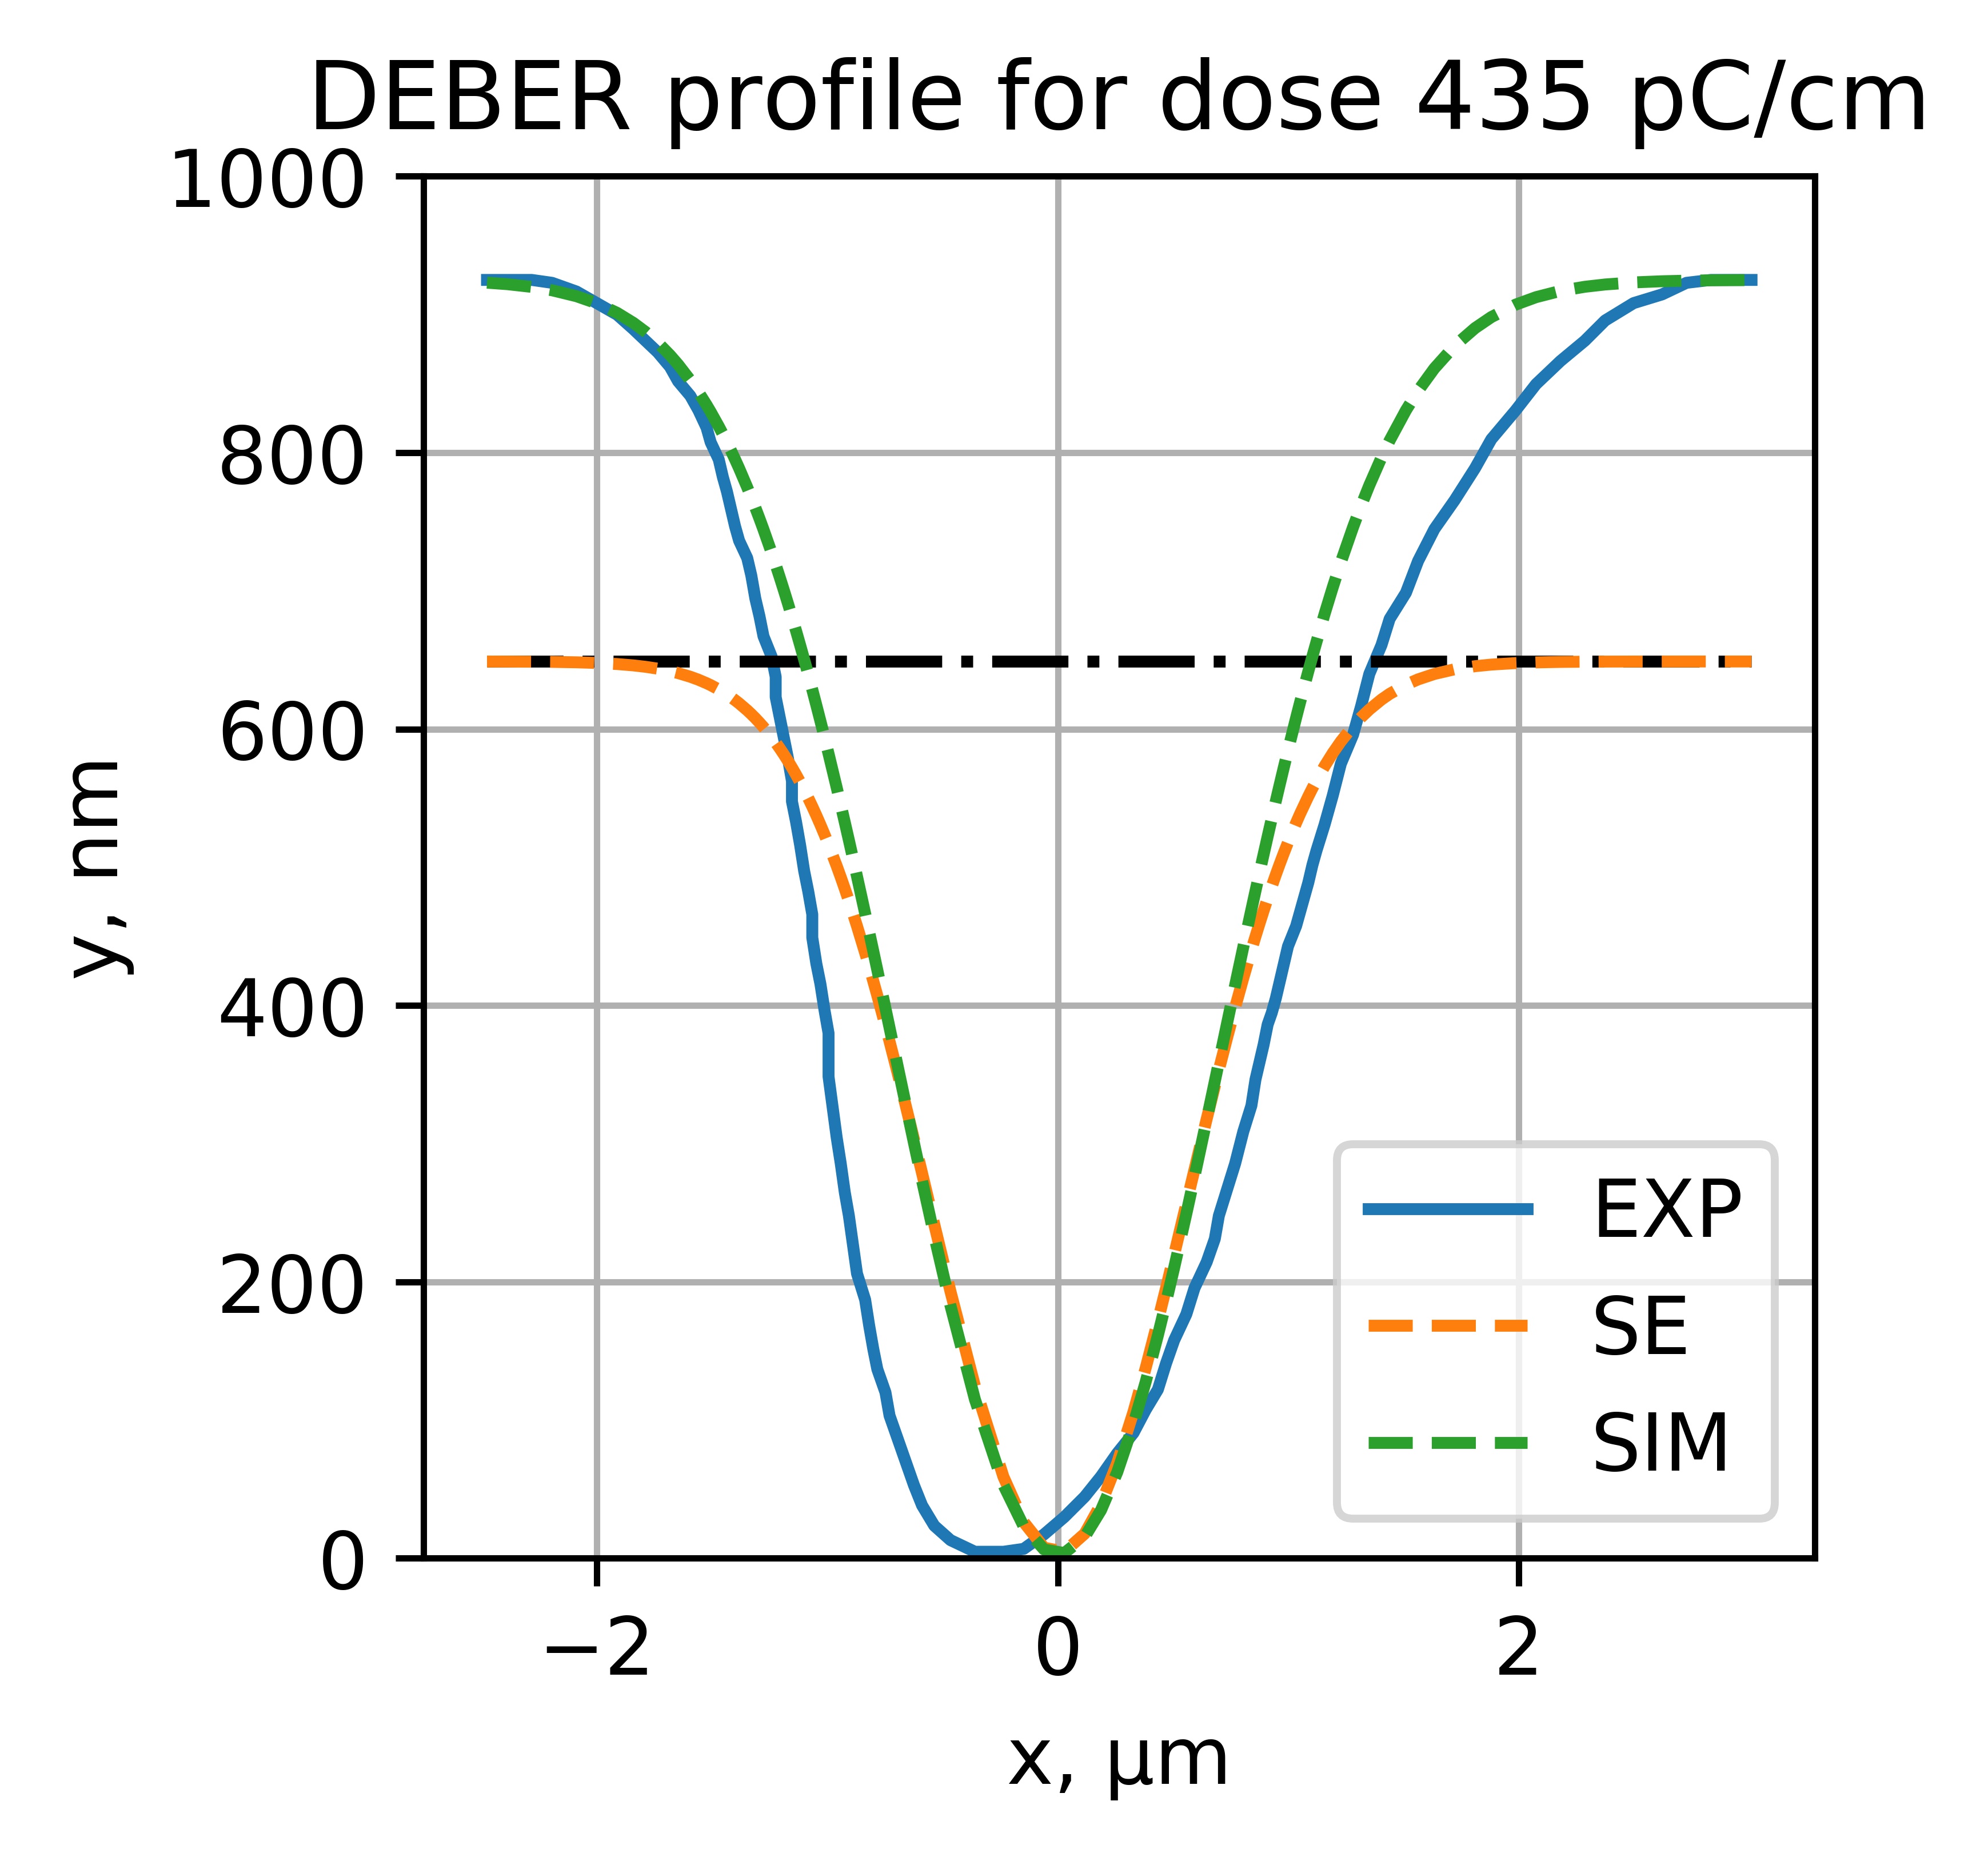 DEBER profile for dose 435 pC/cm
1000
800
600
400
200
0
y, nm
−2 0 2
x, μm
EXP
SE
SIM